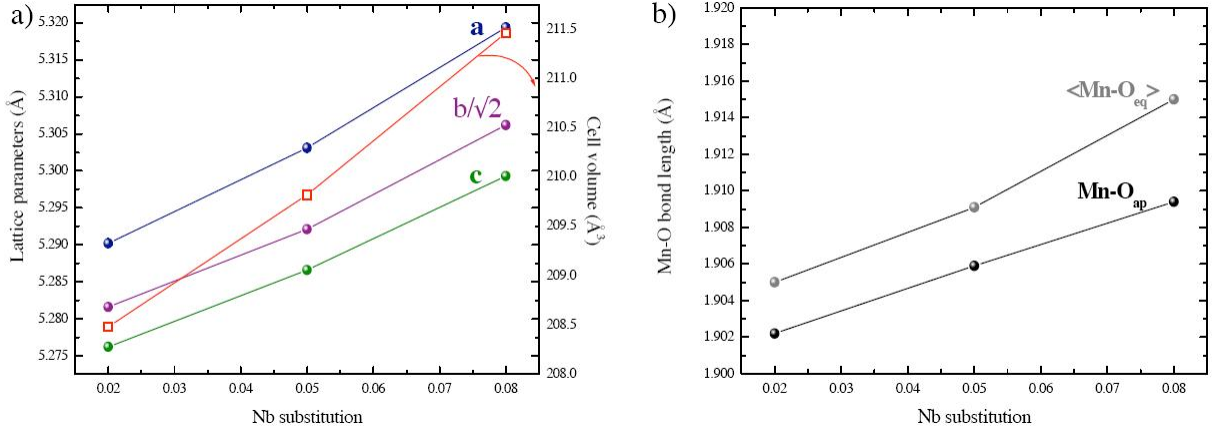 a)
Lattice parameters (Å)
5.320
5.315
5.310
5.305
5.300
5.295
5.290
5.285
5.280
5.275
a
b/√2
c
211.5
211.0
210.5
210.0
209.5
209.0
208.5
208.0
Cell volume (Å³)
0.02 0.03 0.04 0.05 0.06 0.07 0.08
Nb substitution
b)
Mn-O bond length (Å)
1.920
1.918
1.916
1.914
1.912
1.910
1.908
1.906
1.904
1.902
1.900
<Mn-Oeq>
Mn-Oap
0.02 0.03 0.04 0.05 0.06 0.07 0.08
Nb substitution